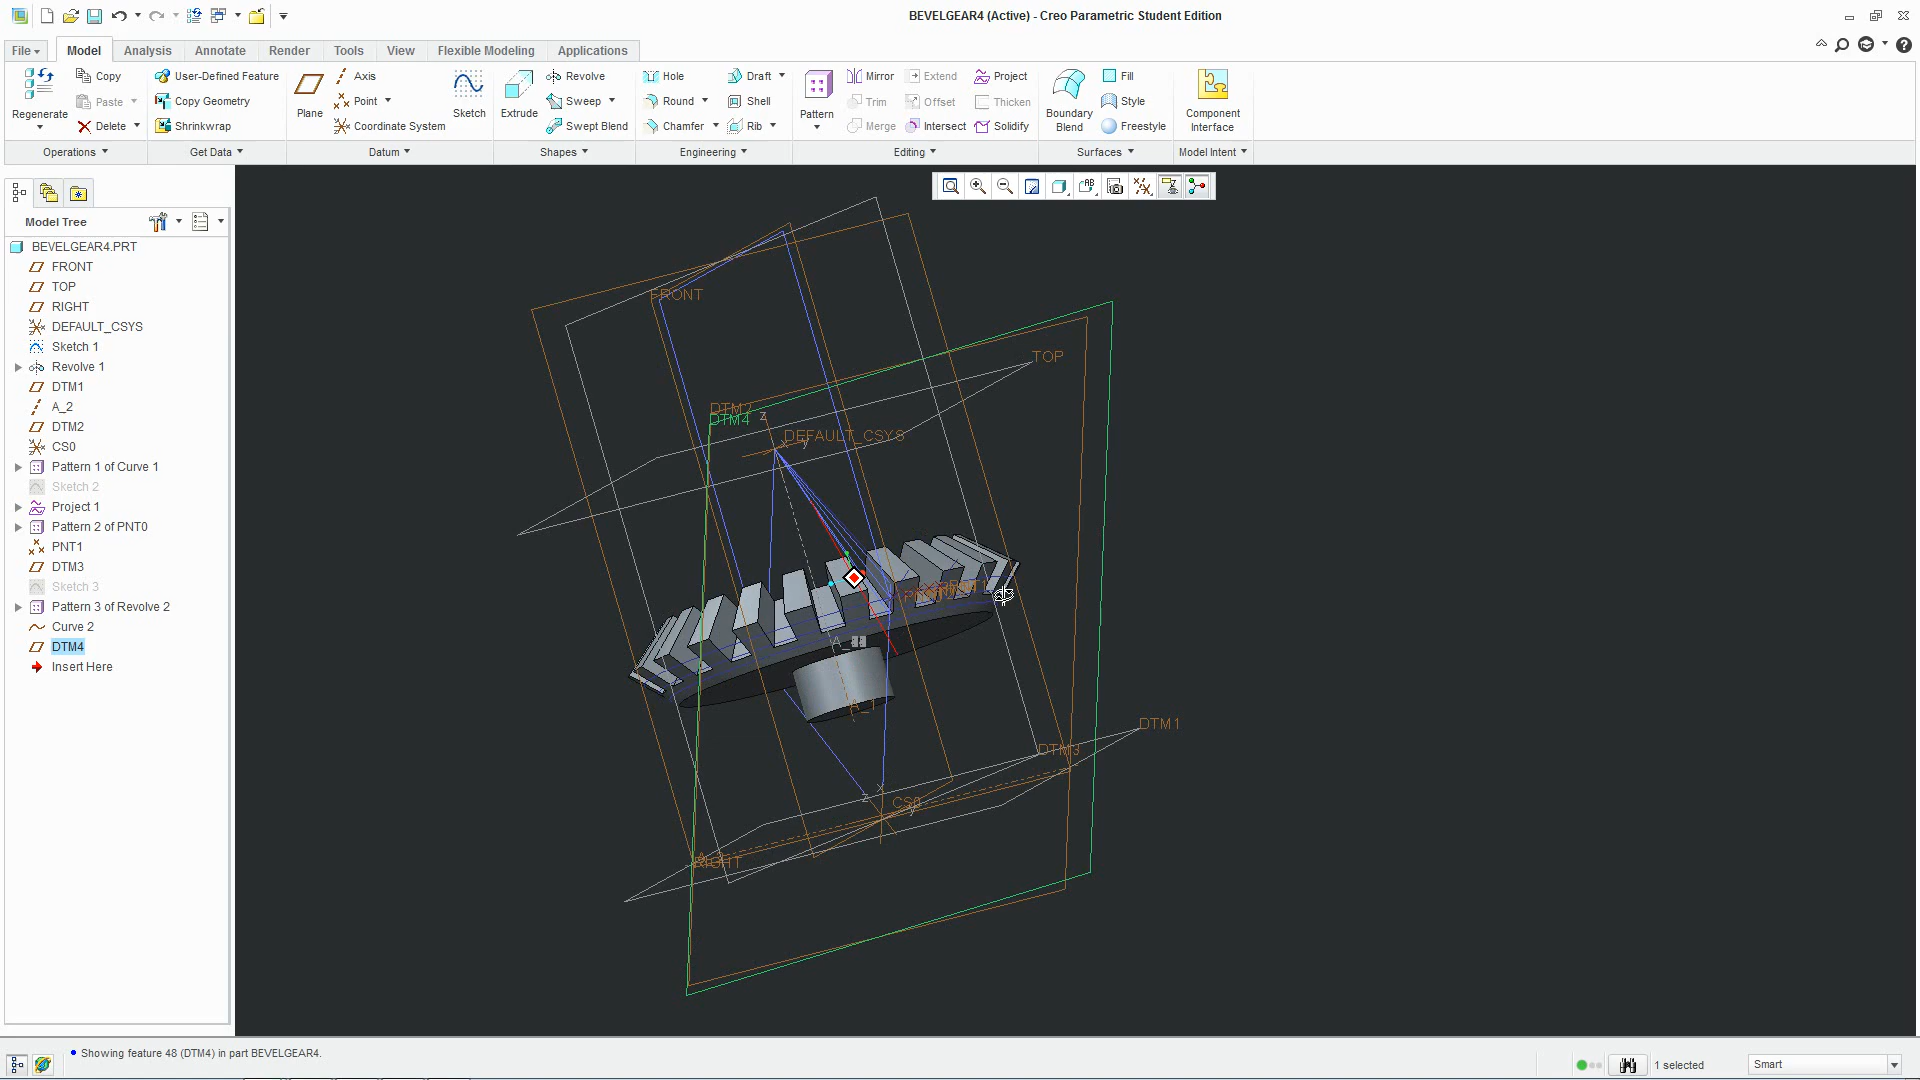 BEVELGEAR4 (Active) - Creo Parametric Student Edition
File Model Analysis Annotate Render Tools View Flexible Modeling Applications
Regenerate
Copy
Paste
Delete
Operations
User-Defined Feature
Copy Geometry
Shrinkwrap
Get Data
Plane
Axis
Point
Coordinate System
Sketch
Datum
Extrude
Revolve
Sweep
Swept Blend
Shapes
Hole
Round
Chamfer
Draft
Shell
Rib
Engineering
Pattern
Mirror
Trim
Merge
Extend
Offset
Intersect
Project
Thicken
Solidify
Editing
Boundary
Blend
Fill
Style
Freestyle
Surfaces
Component
Interface
Model Intent
Model Tree
BEVELGEAR4.PRT
FRONT
TOP
RIGHT
DEFAULT_CSYS
Sketch 1
Revolve 1
DTM1
A_2
DTM2
CS0
Pattern 1 of Curve 1
Sketch 2
Project 1
Pattern 2 of PNT0
PNT1
DTM3
Sketch 3
Pattern 3 of Revolve 2
Curve 2
DTM4
Insert Here
FRONT
TOP
DTM2
DTM4
Z
DEFAULT_CSYS
y
A_1
DTM1
DTM3
Z
X
CS0
y
RIGHT
Showing feature 48 (DTM4) in part BEVELGEAR4.
1 selected
Smart